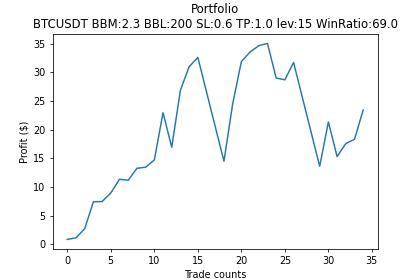 Portfolio
BTCUSDT BBM:2.3 BBL:200 SL:0.6 TP:1.0 lev:15 WinRatio:69.0
35
30
25
20
15
10
5
0
Profit ($)
0 5 10 15 20 25 30 35
Trade counts